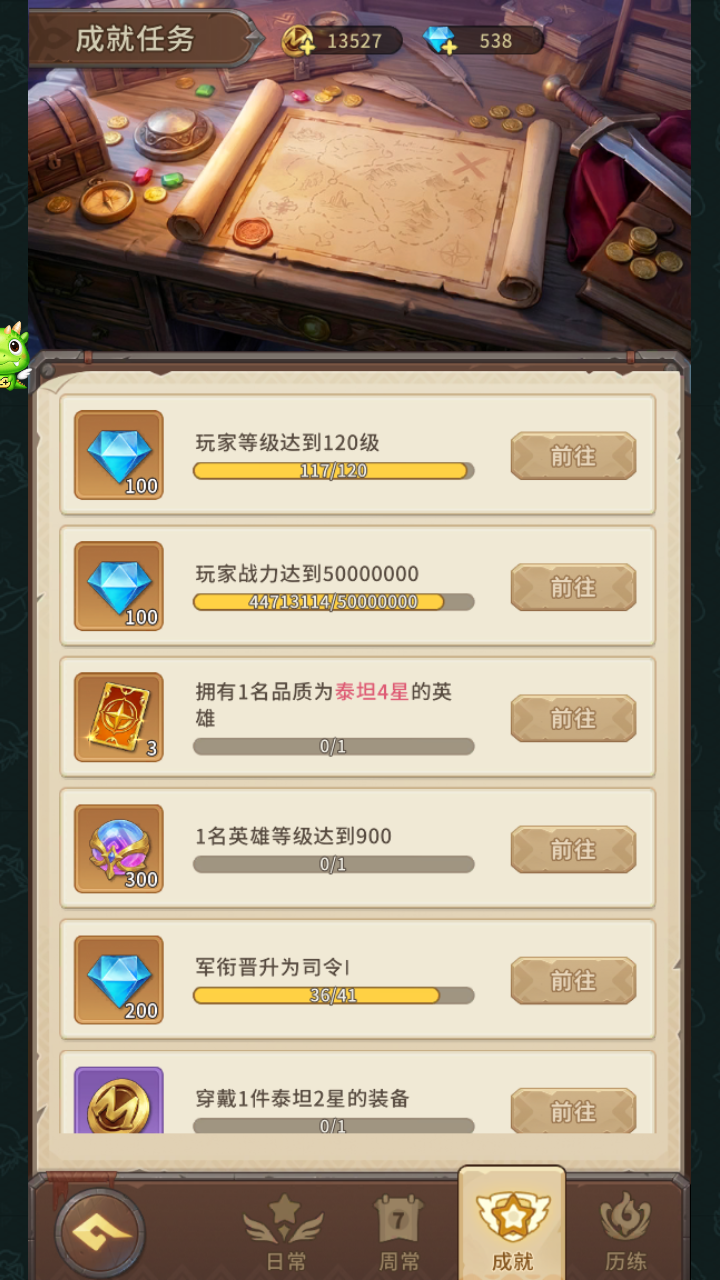 成就任务
13527
538
玩家等级达到120级
117/120
100
前往
玩家战力达到50000000
44713114/50000000
100
前往
拥有1名品质为泰坦4星的英
雄
0/1
3
前往
1名英雄等级达到900
0/1
300
前往
军衔晋升为司令I
36/41
200
前往
穿戴1件泰坦2星的装备
0/1
前往
日常
7
周常
成就
历练